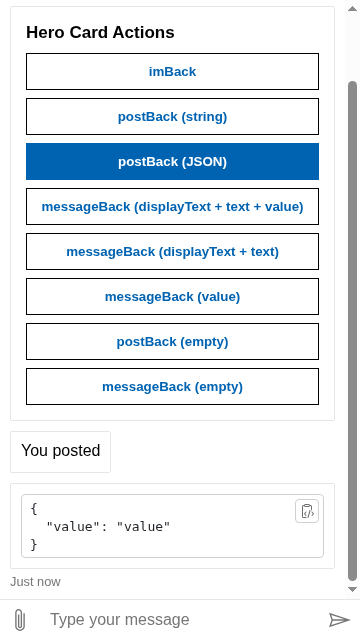 Hero Card Actions
imBack
postBack (string)
postBack (JSON)
messageBack (displayText + text + value)
messageBack (displayText + text)
messageBack (value)
postBack (empty)
messageBack (empty)
You posted
{
  "value": "value"
}
Just now
Type your message